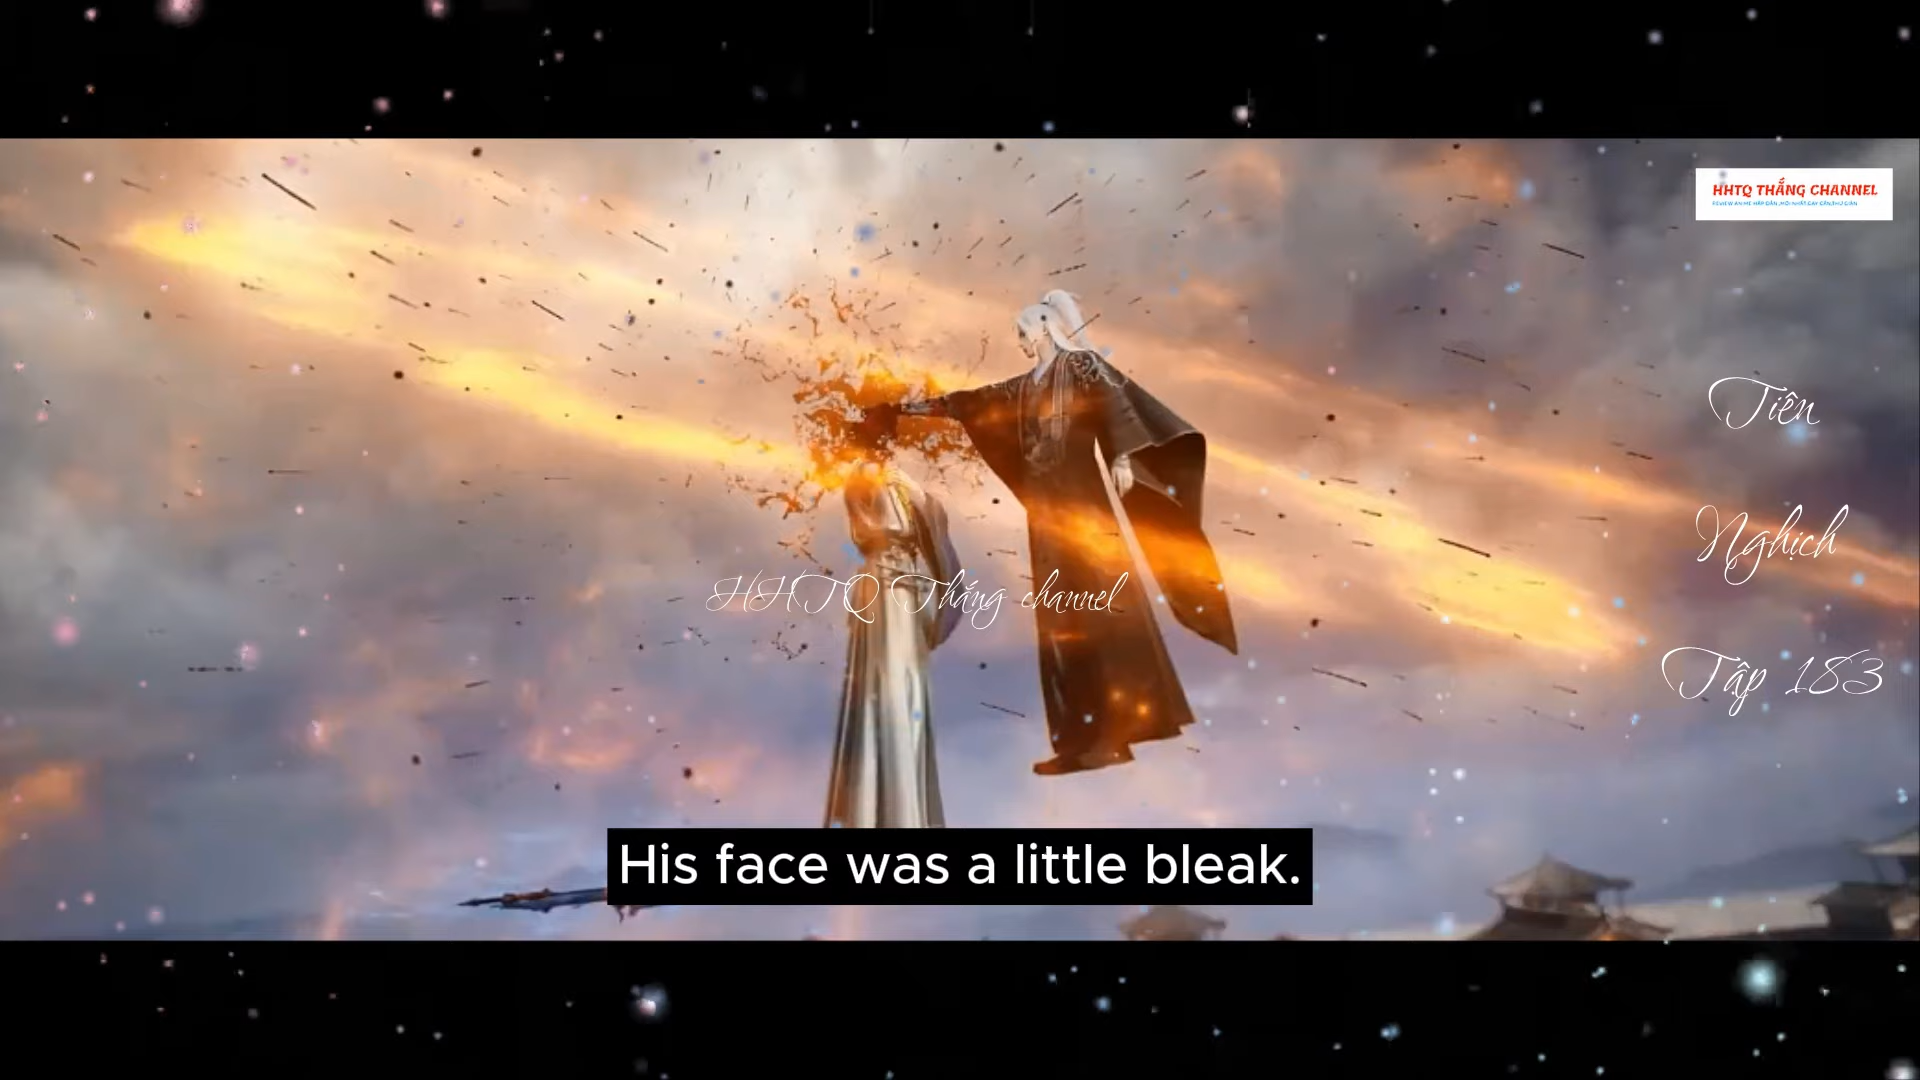 HHTQ THẮNG CHANNEL
Tiên
Nghịch
HHTQ Thắng channel
Tập 183
His face was a little bleak.